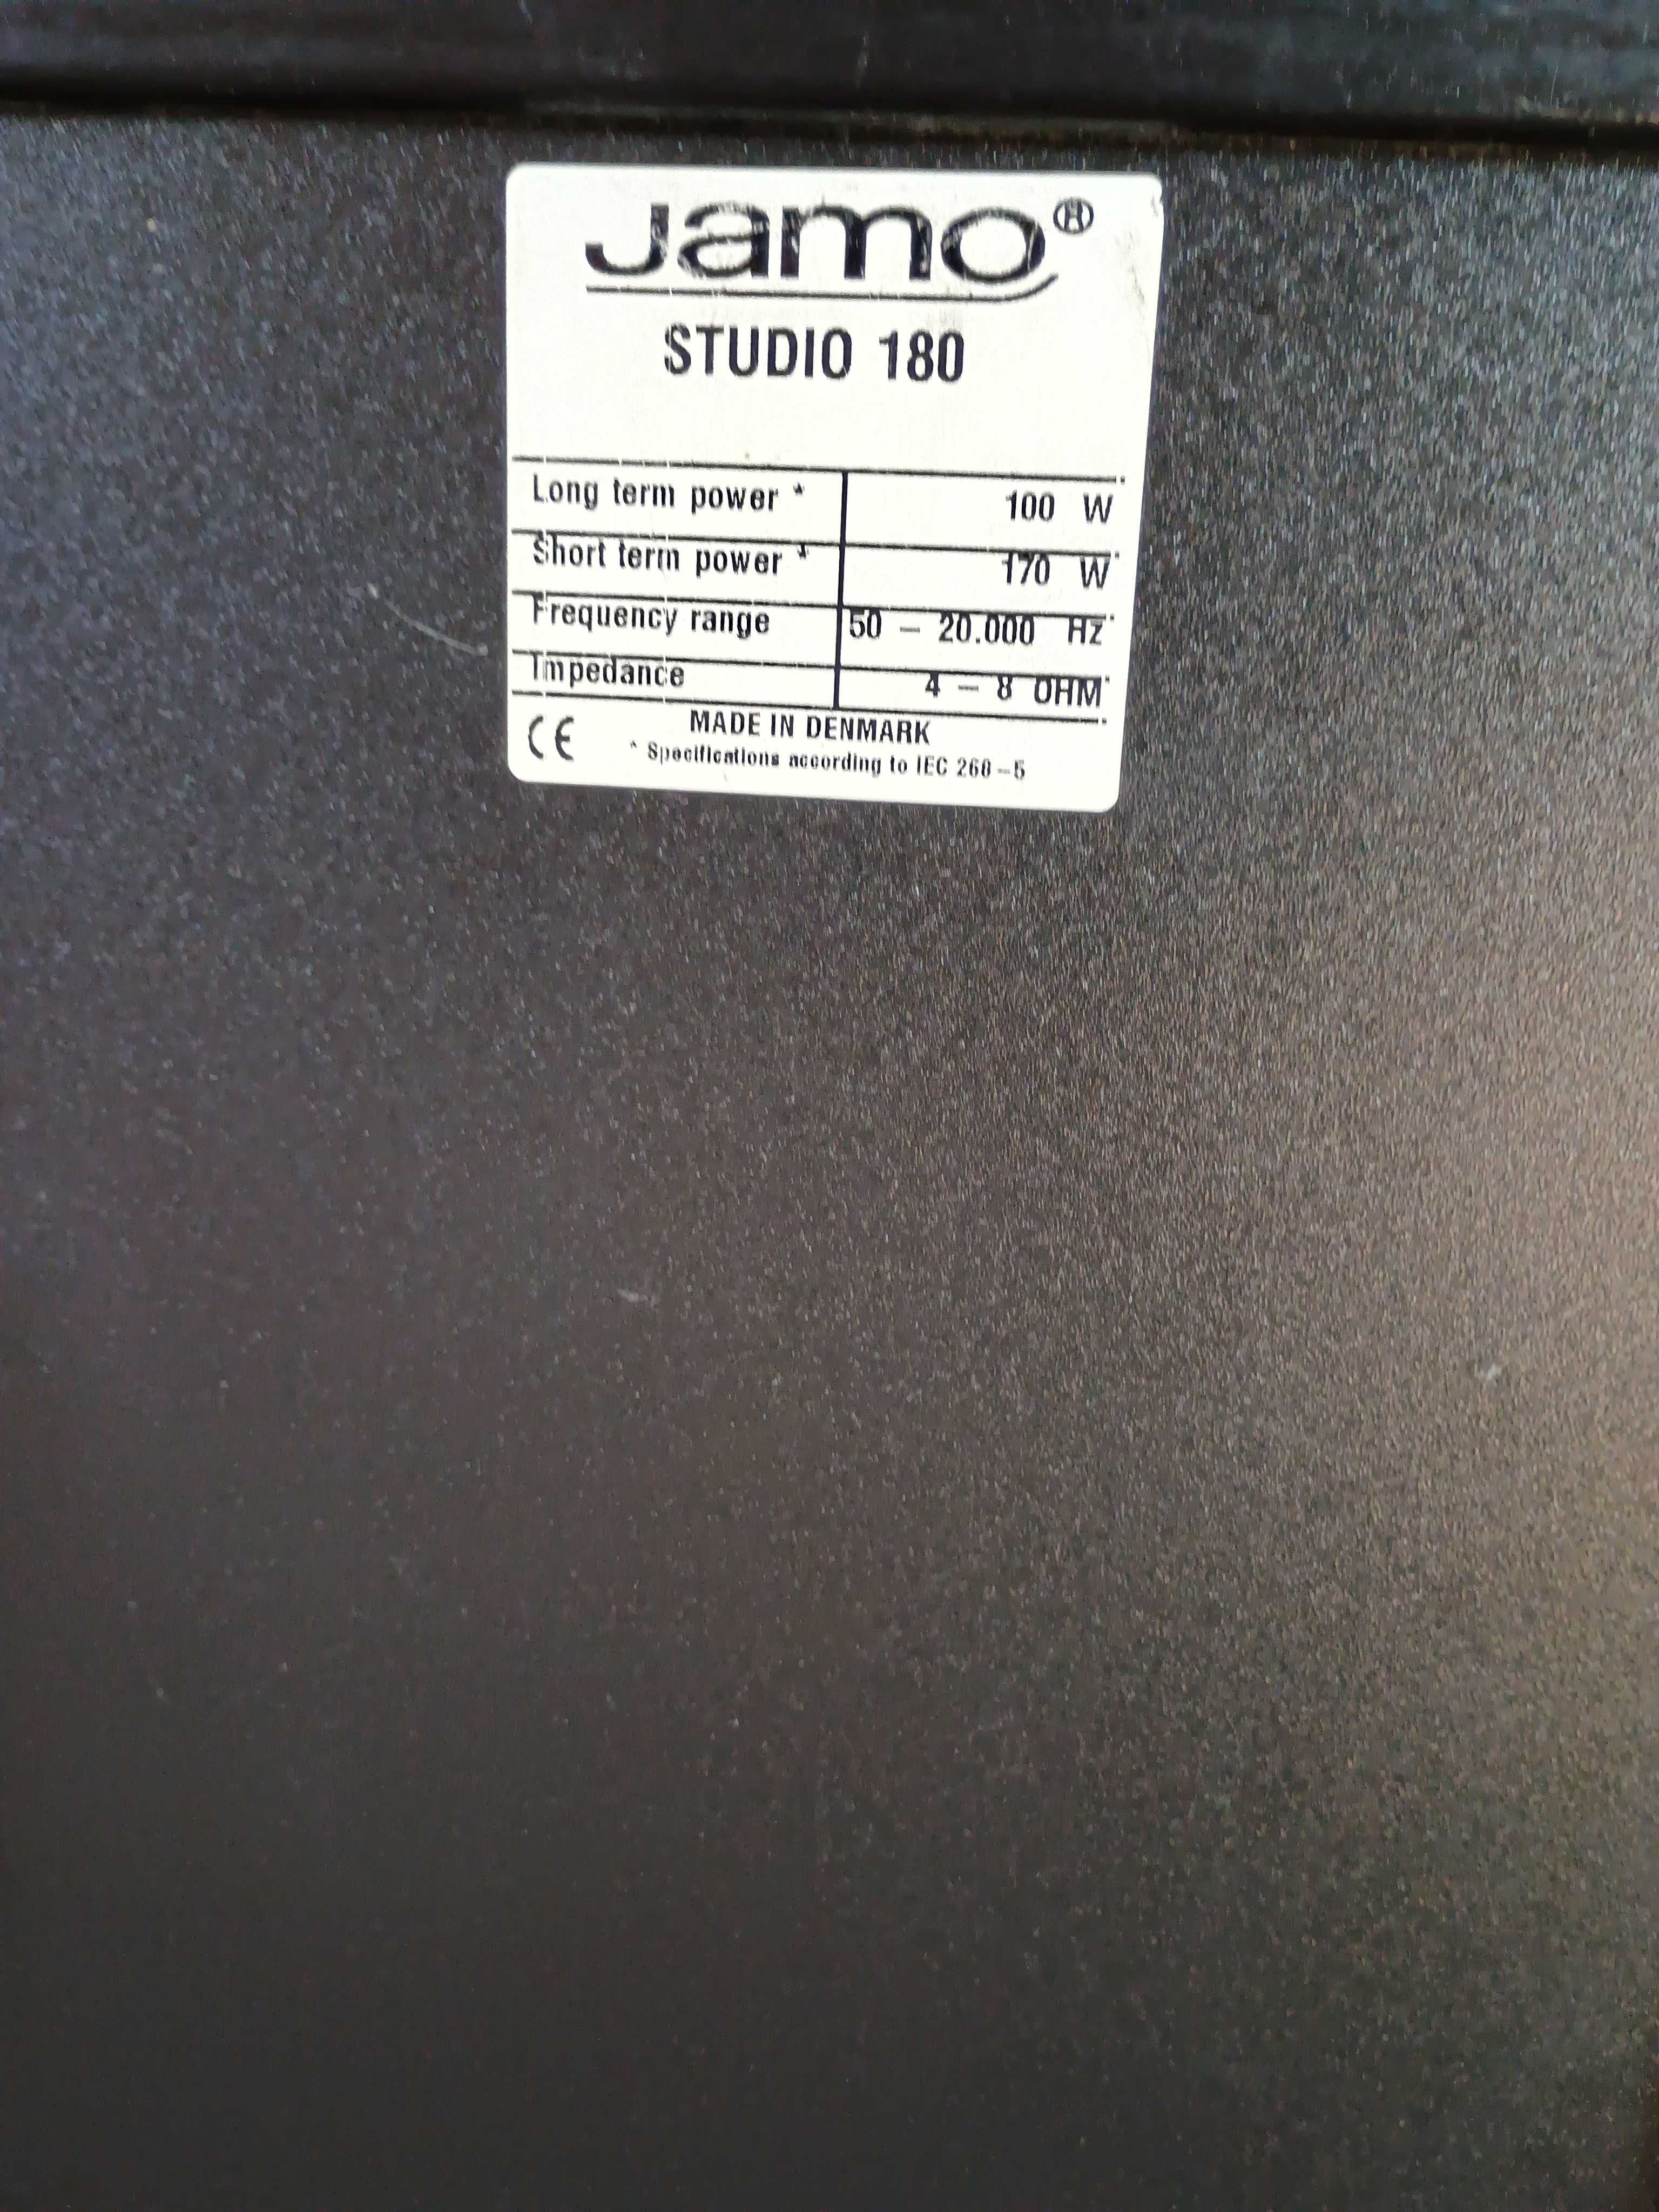 Jamo®
STUDIO 180
Long term power * 100 W
Short term power * 170 W
Frequency range 50 – 20.000 Hz
Impedance 4 – 8 OHM
CE MADE IN DENMARK
* Specifications according to IEC 268–5